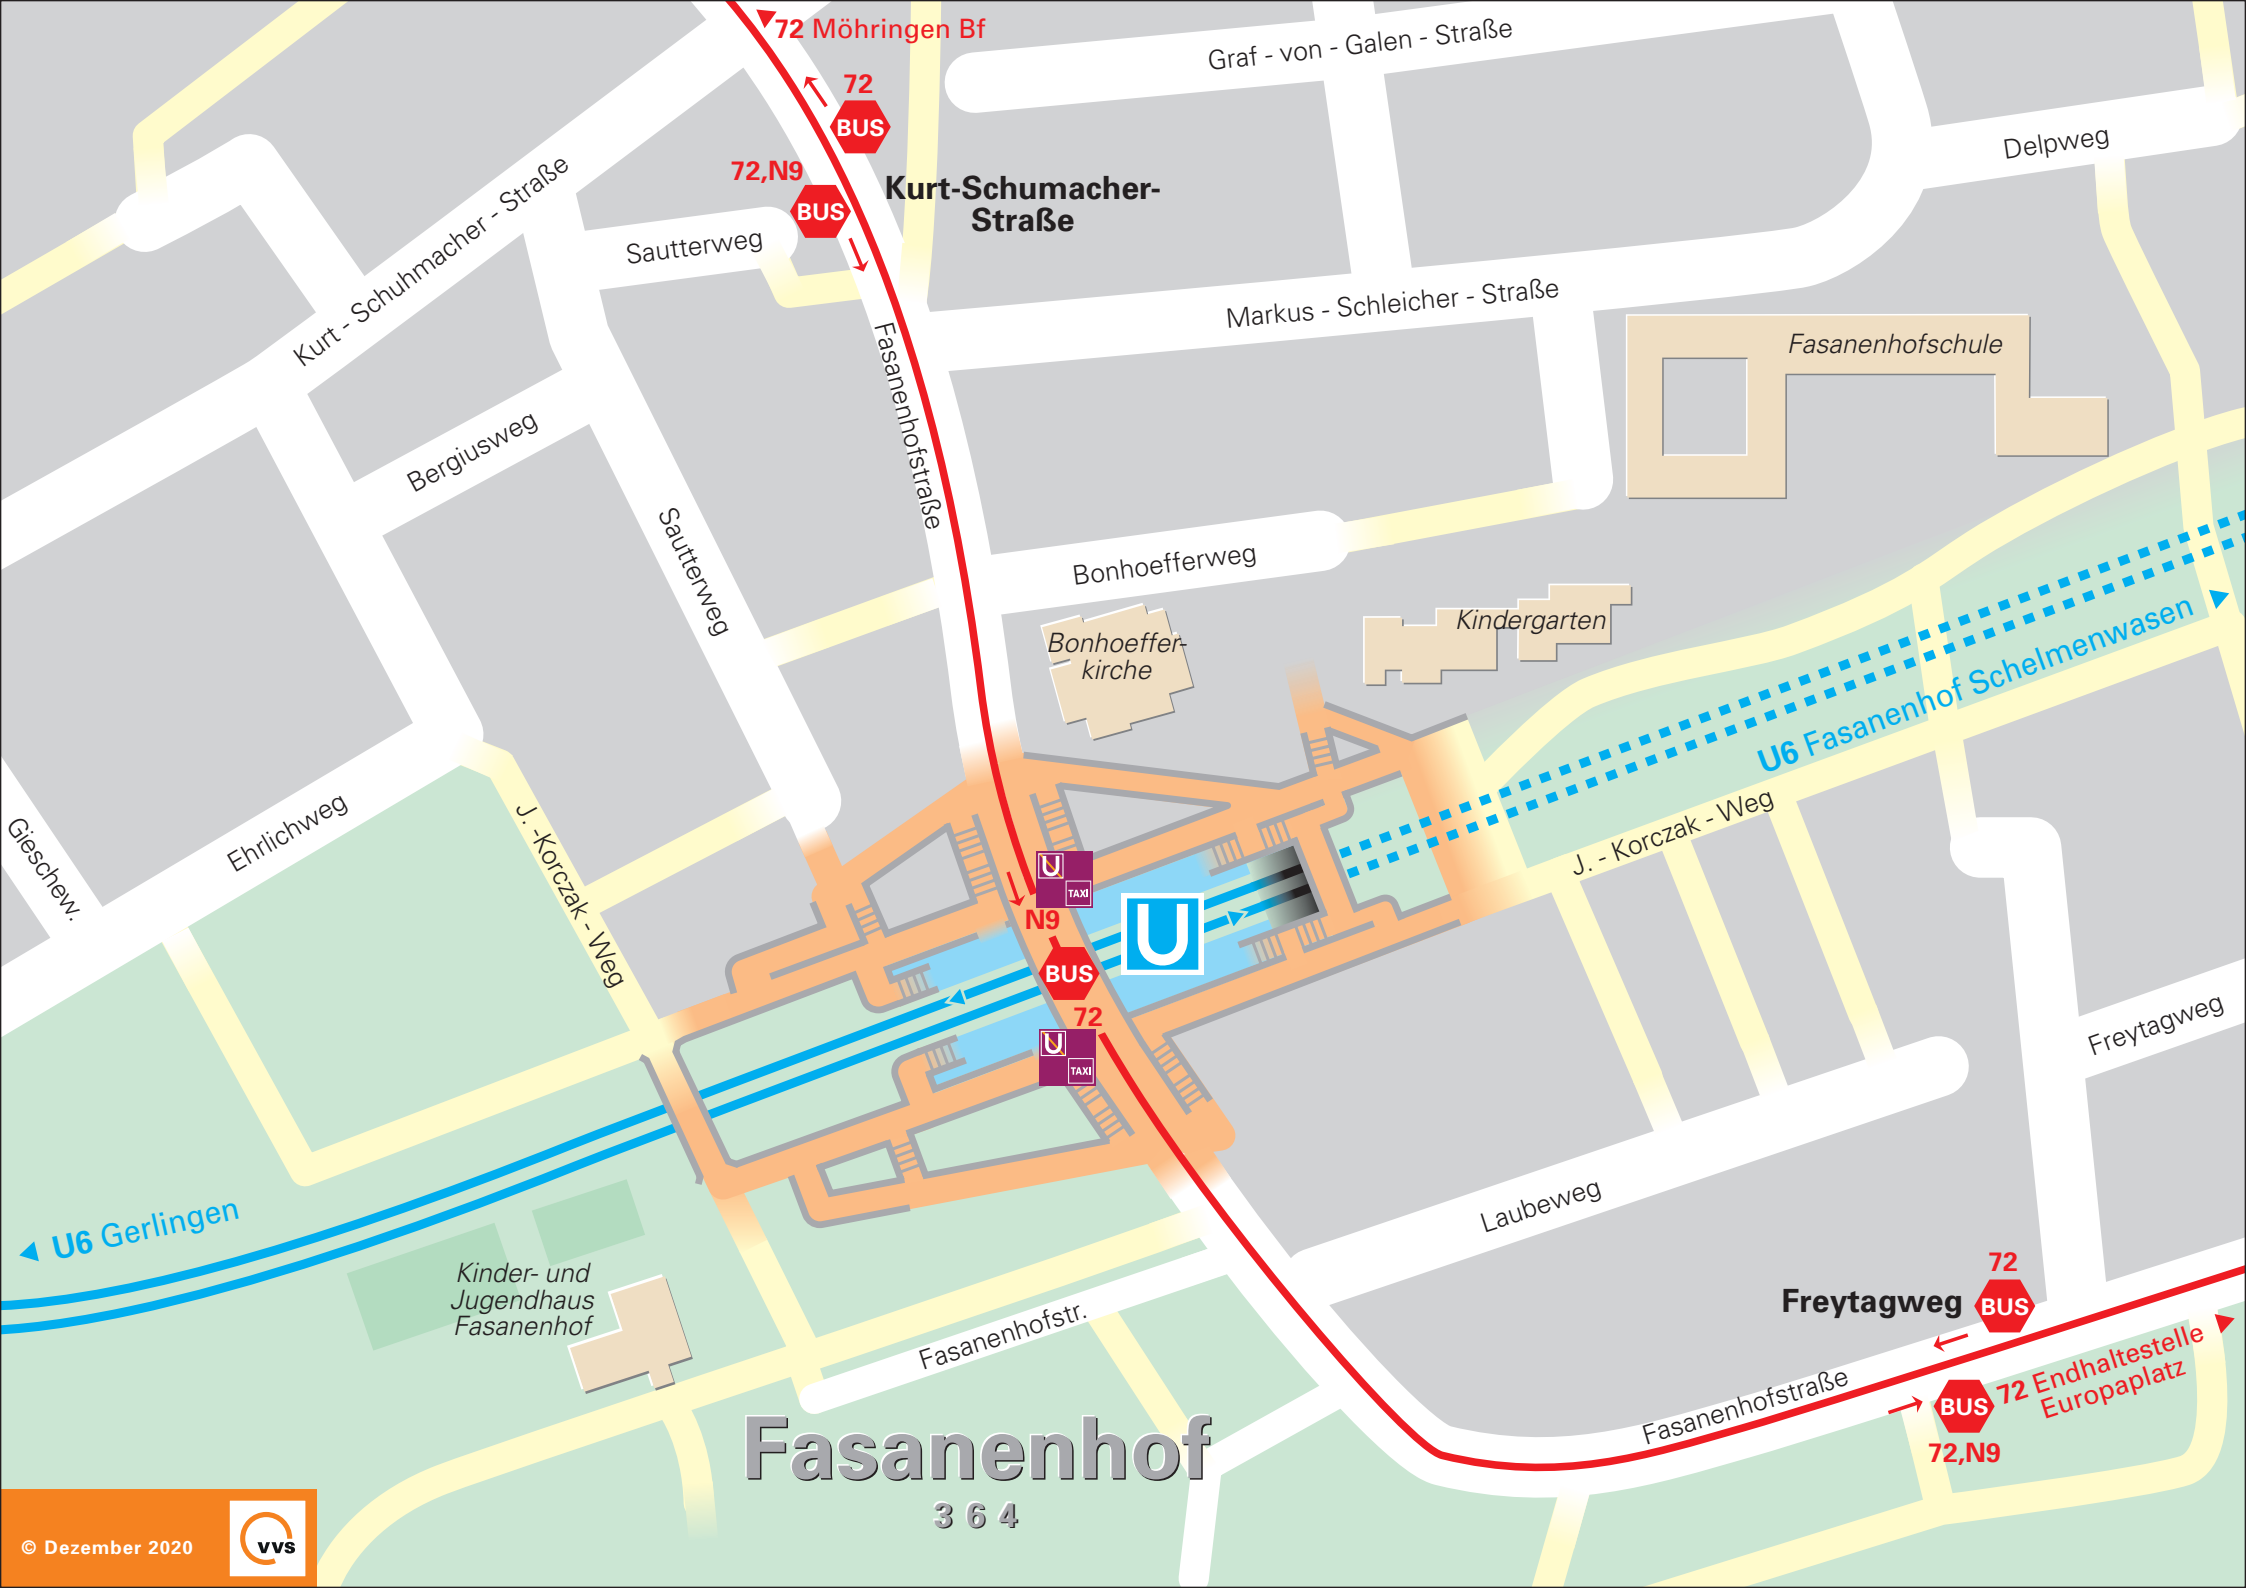 72 Möhringen Bf
Graf - von - Galen - Straße
72
BUS
Delpweg
72,N9
BUS
Kurt-Schumacher-
Straße
Kurt - Schuhmacher - Straße
Sautterweg
Markus - Schleicher - Straße
Fasanenhofstraße
Fasanenhofschule
Bergiusweg
Sautterweg
Bonhoefferweg
Bonhoeffer-
kirche
Kindergarten
U6 Fasanenhof Schelmenwasen
J. - Korczak - Weg
Gieschew.
Ehrlichweg
J. -Korczak - Weg
U
TAXI
N9
U
BUS
72
U
TAXI
Freytagweg
Laubeweg
U6 Gerlingen
Kinder- und
Jugendhaus
Fasanenhof
Fasanenhofstr.
72
Freytagweg
BUS
Fasanenhofstraße
BUS
72 Endhaltestelle
Europaplatz
72,N9
Fasanenhof
364
© Dezember 2020
vvs